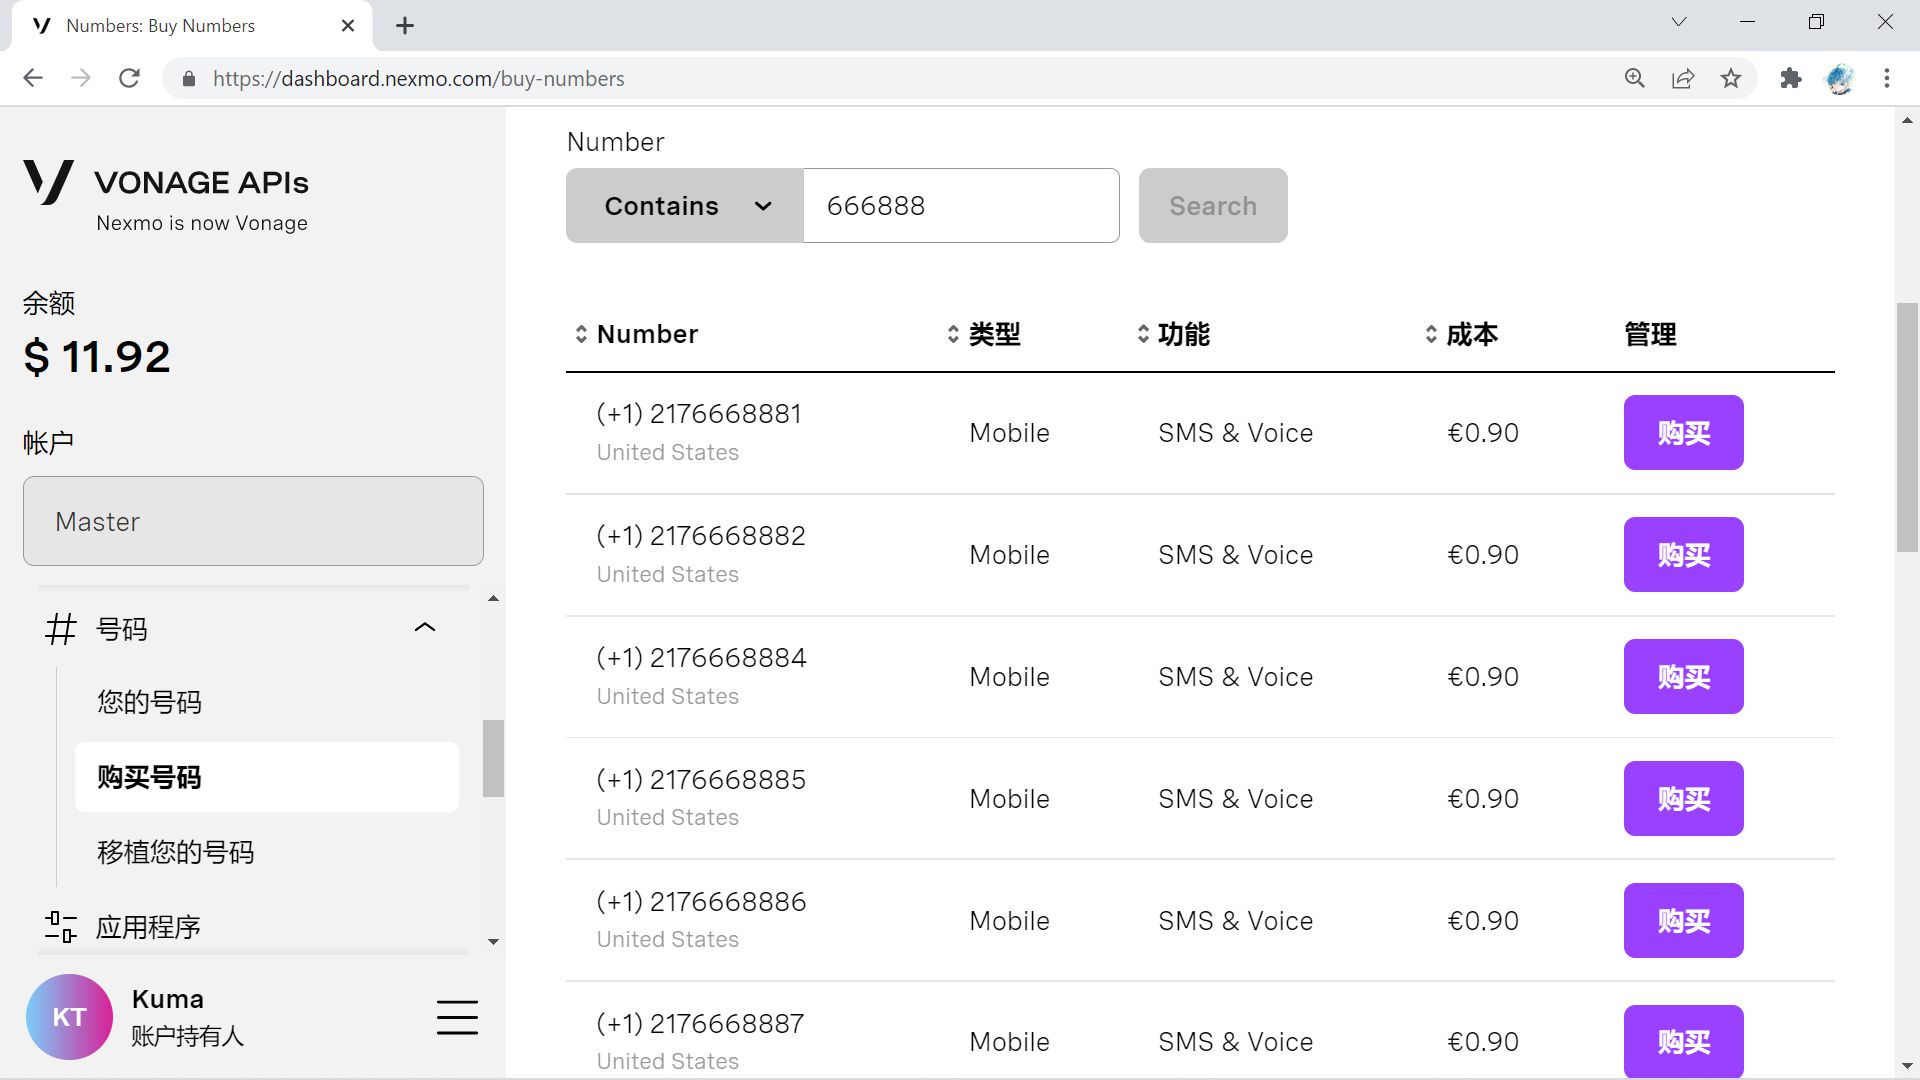 Numbers: Buy Numbers
https://dashboard.nexmo.com/buy-numbers
VONAGE APIs
Nexmo is now Vonage
余额
$ 11.92
帐户
Master
号码
您的号码
购买号码
移植您的号码
应用程序
KT
Kuma
账户持有人
Number
Contains 666888 Search
Number 类型 功能 成本 管理
(+1) 2176668881
United States
Mobile SMS & Voice €0.90 购买
(+1) 2176668882
United States
Mobile SMS & Voice €0.90 购买
(+1) 2176668884
United States
Mobile SMS & Voice €0.90 购买
(+1) 2176668885
United States
Mobile SMS & Voice €0.90 购买
(+1) 2176668886
United States
Mobile SMS & Voice €0.90 购买
(+1) 2176668887
United States
Mobile SMS & Voice €0.90 购买